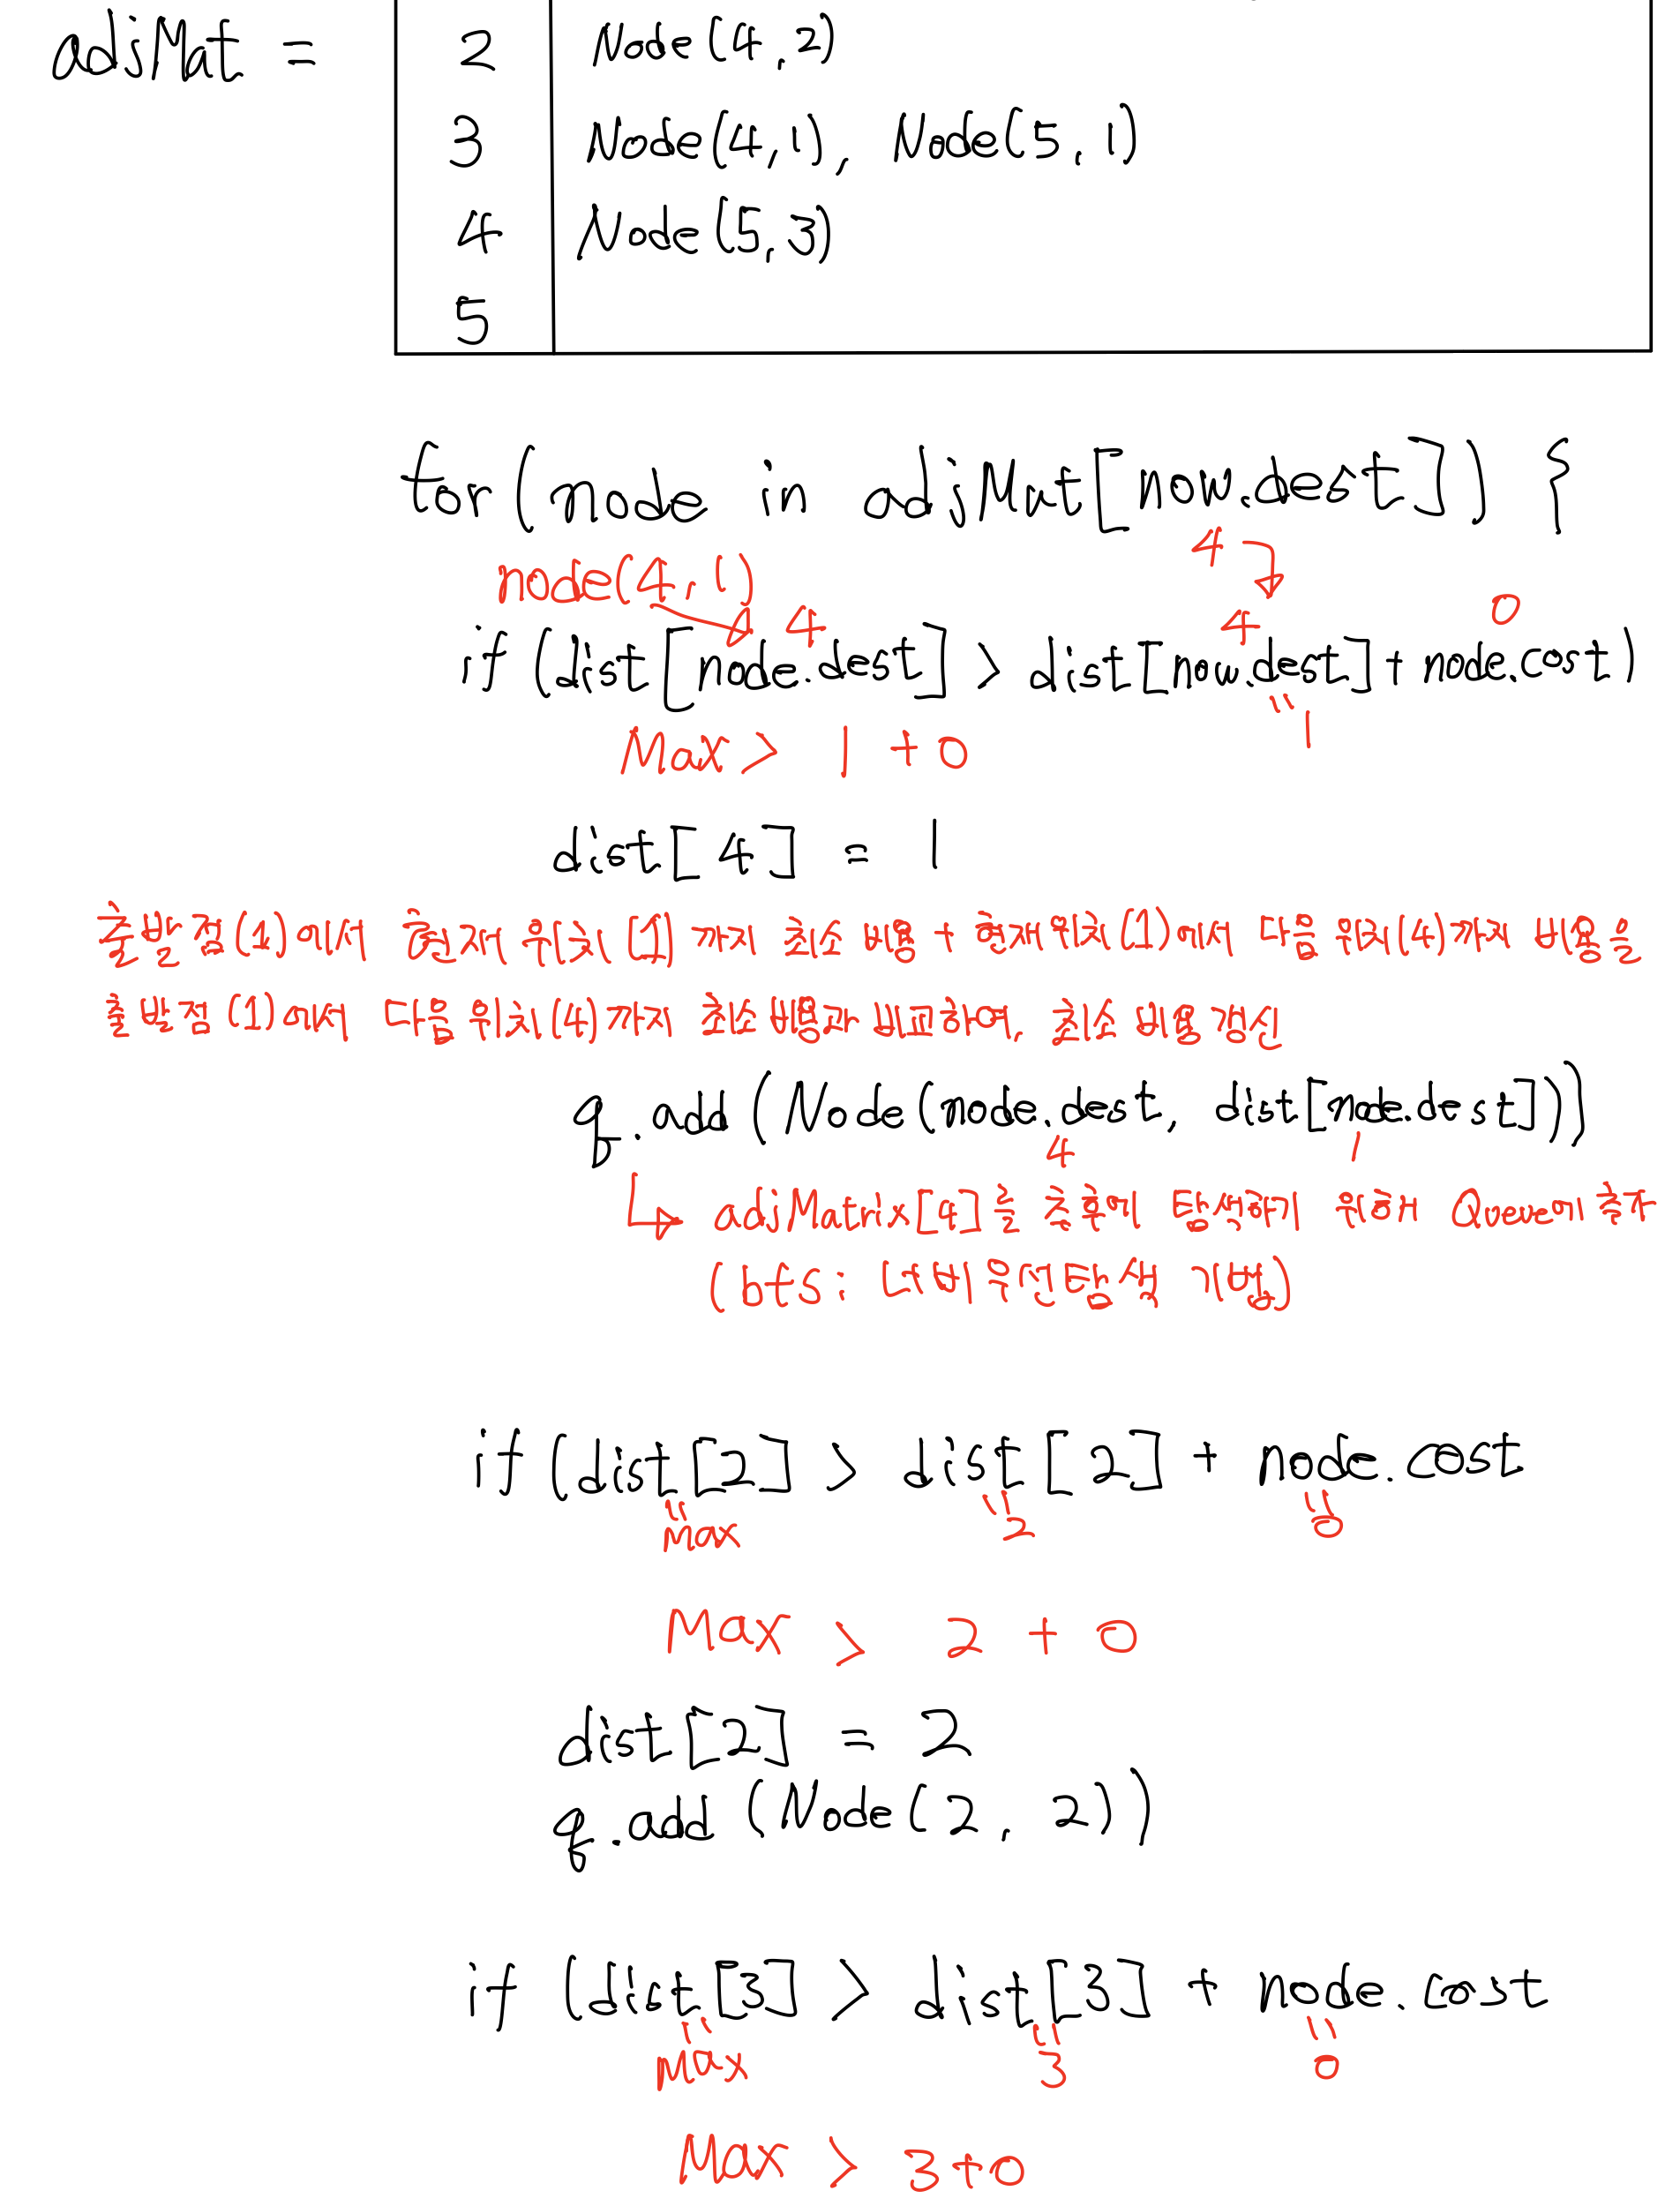 adjMat =
2 Node(4,2)
3 Node(4,1), Node(5,1)
4 Node(5,3)
5
for(node in adjMat[now.dest]) {
node(4,1) 4
4 4 0
if (dist[node.dest] > dist[now.dest]+node.cost)
" 1
Max > 1 + 0
dist[4] = 1
출발점(1)에서 현재 위치(1)까지 최소 비용 + 현재위치(1)에서 다음 위치(4)까지 비용을
출발점(1)에서 다음 위치(4)까지 최소비용과 비교하여, 최소 비용 갱신
q.add(Node(node.dest, dist[node.dest]))
4 1
adjMatrix[4]을 추후에 탐색하기 위해서 Queue에 추가
(bfs: 너비우선탐색 기법)
if (dist[2] > dist[2] + node.cost
" " "
max 2 0
Max > 2 + 0
dist[2] = 2
q.add (Node(2, 2))
if (dist[3] > dist[3] + node.cost
" " "
max 3 0
Max > 3+0